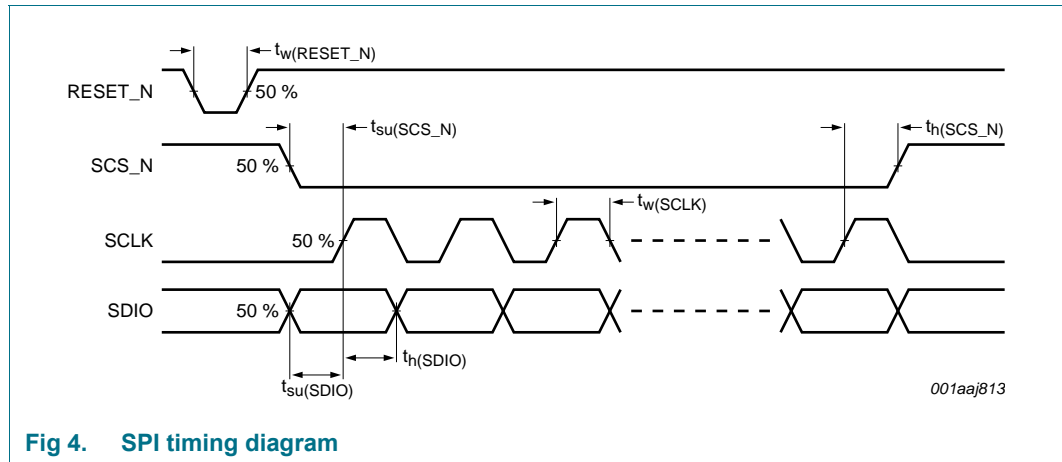 tw(RESET_N)
RESET_N
50 %
tsu(SCS_N)
th(SCS_N)
SCS_N
50 %
tw(SCLK)
SCLK
50 %
SDIO
50 %
th(SDIO)
tsu(SDIO)
001aaj813
Fig 4. SPI timing diagram